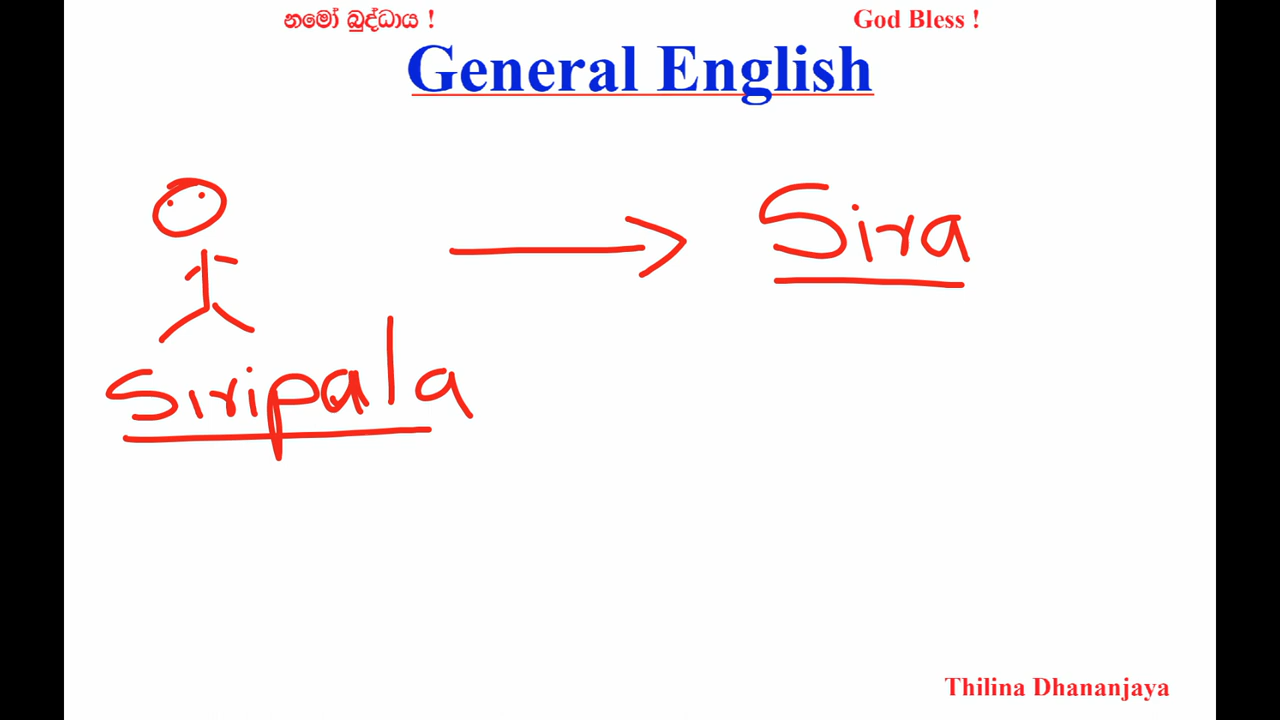 නමෝ බුද්ධාය ! God Bless !
General English
Sira
Siripala
Thilina Dhananjaya